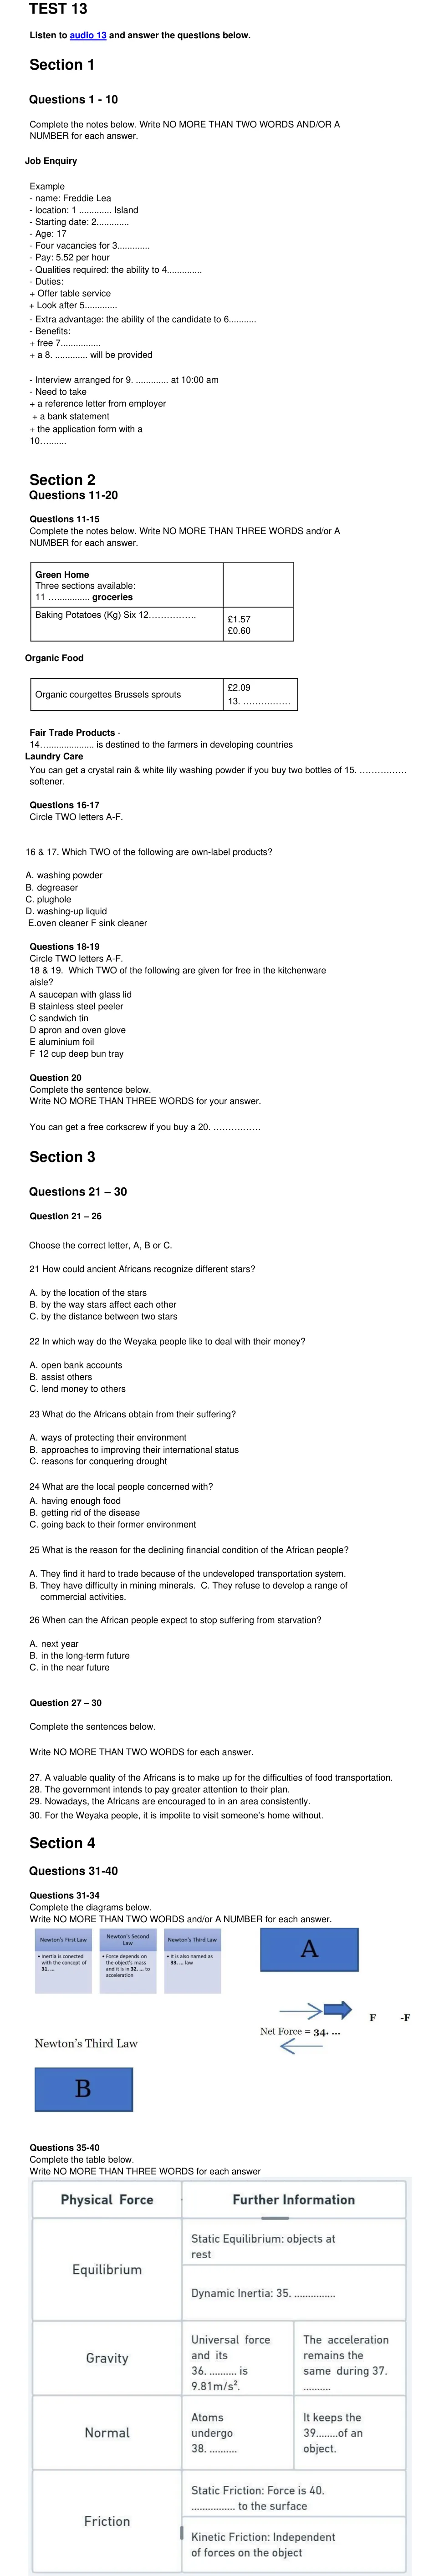 TEST 13
Listen to audio 13 and answer the questions below.
Section 1
Questions 1 - 10
Complete the notes below. Write NO MORE THAN TWO WORDS AND/OR A
NUMBER for each answer.
Job Enquiry
Example
- name: Freddie Lea
- location: 1 ............. Island
- Starting date: 2.............
- Age: 17
- Four vacancies for 3.............
- Pay: 5.52 per hour
- Qualities required: the ability to 4..............
- Duties:
+ Offer table service
+ Look after 5.............
- Extra advantage: the ability of the candidate to 6...........
- Benefits:
+ free 7................
+ a 8. ............. will be provided
- Interview arranged for 9. ............. at 10:00 am
- Need to take
+ a reference letter from employer
+ a bank statement
+ the application form with a
10..........
Section 2
Questions 11-20
Questions 11-15
Complete the notes below. Write NO MORE THAN THREE WORDS and/or A
NUMBER for each answer.
Green Home
Three sections available:
11 ................ groceries
Baking Potatoes (Kg) Six 12................
£1.57
£0.60
Organic Food
Organic courgettes Brussels sprouts
£2.09
13. ................
Fair Trade Products -
14..................... is destined to the farmers in developing countries
Laundry Care
You can get a crystal rain & white lily washing powder if you buy two bottles of 15. ................
softener.
Questions 16-17
Circle TWO letters A-F.
16 & 17. Which TWO of the following are own-label products?
A. washing powder
B. degreaser
C. plughole
D. washing-up liquid
E.oven cleaner F sink cleaner
Questions 18-19
Circle TWO letters A-F.
18 & 19. Which TWO of the following are given for free in the kitchenware
aisle?
A saucepan with glass lid
B stainless steel peeler
C sandwich tin
D apron and oven glove
E aluminium foil
F 12 cup deep bun tray
Question 20
Complete the sentence below.
Write NO MORE THAN THREE WORDS for your answer.
You can get a free corkscrew if you buy a 20. ................
Section 3
Questions 21 – 30
Question 21 – 26
Choose the correct letter, A, B or C.
21 How could ancient Africans recognize different stars?
A. by the location of the stars
B. by the way stars affect each other
C. by the distance between two stars
22 In which way do the Weyaka people like to deal with their money?
A. open bank accounts
B. assist others
C. lend money to others
23 What do the Africans obtain from their suffering?
A. ways of protecting their environment
B. approaches to improving their international status
C. reasons for conquering drought
24 What are the local people concerned with?
A. having enough food
B. getting rid of the disease
C. going back to their former environment
25 What is the reason for the declining financial condition of the African people?
A. They find it hard to trade because of the undeveloped transportation system.
B. They have difficulty in mining minerals. C. They refuse to develop a range of
commercial activities.
26 When can the African people expect to stop suffering from starvation?
A. next year
B. in the long-term future
C. in the near future
Question 27 – 30
Complete the sentences below.
Write NO MORE THAN TWO WORDS for each answer.
27. A valuable quality of the Africans is to make up for the difficulties of food transportation.
28. The government intends to pay greater attention to their plan.
29. Nowadays, the Africans are encouraged to in an area consistently.
30. For the Weyaka people, it is impolite to visit someone's home without.
Section 4
Questions 31-40
Questions 31-34
Complete the diagrams below.
Write NO MORE THAN TWO WORDS and/or A NUMBER for each answer.
Newton's First Law
• Inertia is conected
with the concept of
31. ...
Newton's Second
Law
• Force depends on
the object's mass
and it is in 32. ... to
acceleration
Newton's Third Law
• It is also named as
33. ... law
A
F -F
Net Force = 34. ...
Newton's Third Law
B
Questions 35-40
Complete the table below.
Write NO MORE THAN THREE WORDS for each answer
Physical Force
Further Information
Equilibrium
Static Equilibrium: objects at
rest
Dynamic Inertia: 35. ...............
Gravity
Universal force
and its
36. .......... is
9.81m/s².
The acceleration
remains the
same during 37.
..........
Normal
Atoms
undergo
38. ..........
It keeps the
39........of an
object.
Friction
Static Friction: Force is 40.
................ to the surface
Kinetic Friction: Independent
of forces on the object